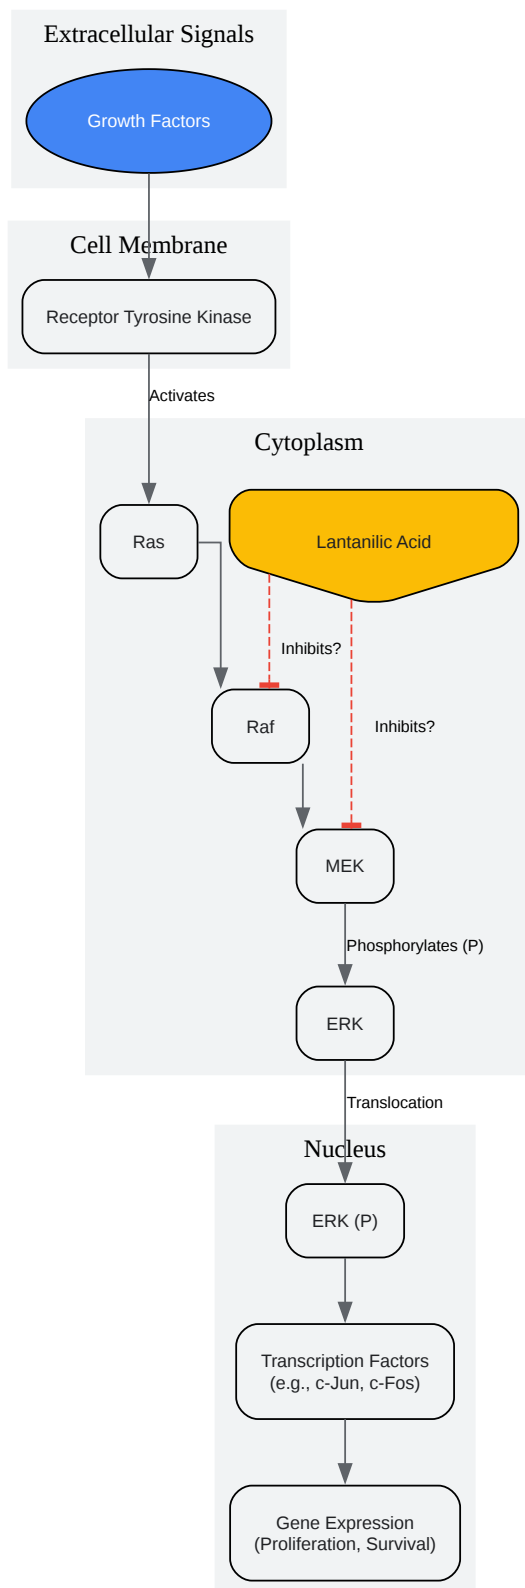 Extracellular Signals
Growth Factors
Cell Membrane
Receptor Tyrosine Kinase
Activates
Cytoplasm
Ras
Lantanilic Acid
Inhibits?
Raf
Inhibits?
MEK
Phosphorylates (P)
ERK
Translocation
Nucleus
ERK (P)
Transcription Factors
(e.g., c-Jun, c-Fos)
Gene Expression
(Proliferation, Survival)